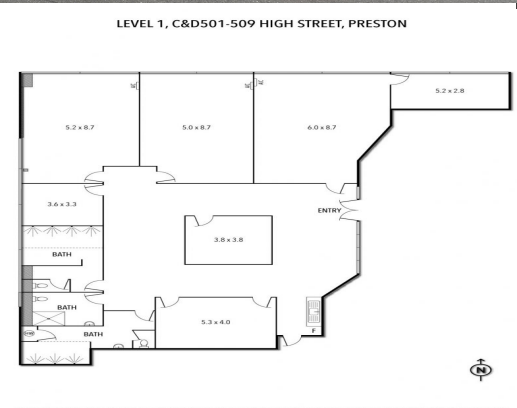 LEVEL 1, C&D501-509 HIGH STREET, PRESTON
5.2 x 2.8
5.2 x 8.7
5.0 x 8.7
6.0 x 8.7
3.6 x 3.3
ENTRY
3.8 x 3.8
BATH
BATH
5.3 x 4.0
F
BATH
N